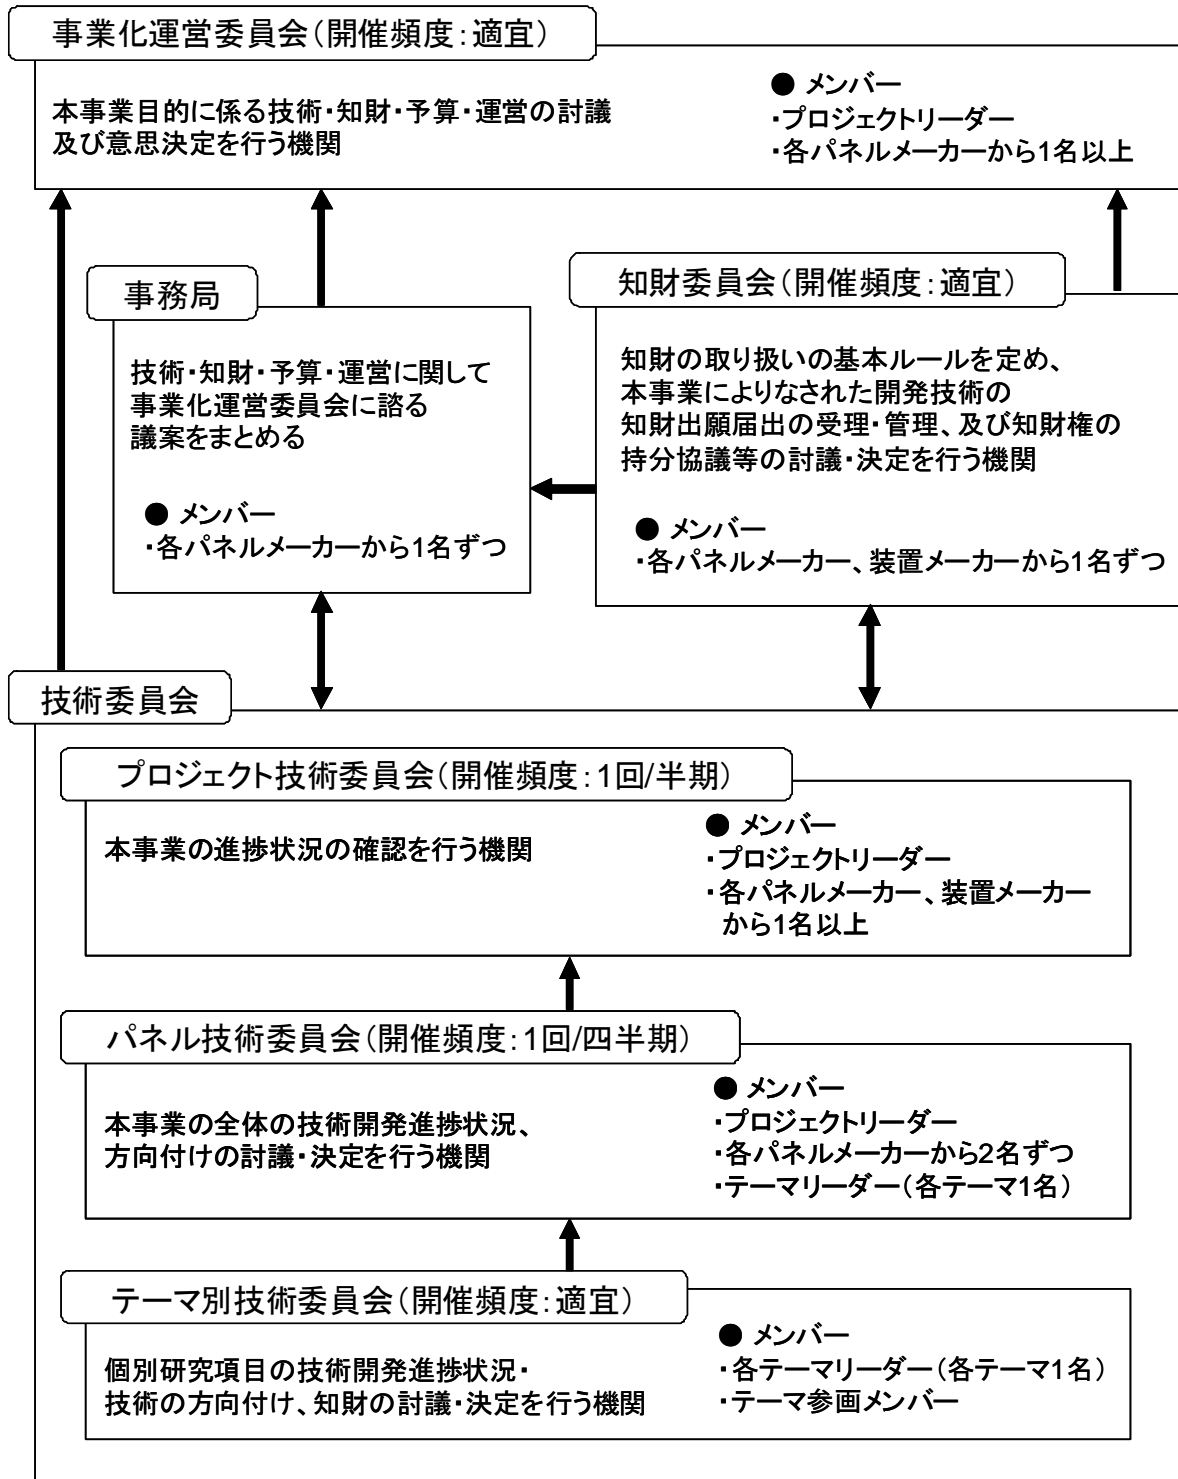 事業化運営委員会（開催頻度：適宜）
本事業目的に係る技術・知財・予算・運営の討議
及び意思決定を行う機関
● メンバー
・プロジェクトリーダー
・各パネルメーカーから1名以上
事務局
技術・知財・予算・運営に関して
事業化運営委員会に諮る
議案をまとめる
● メンバー
・各パネルメーカーから1名ずつ
知財委員会（開催頻度：適宜）
知財の取り扱いの基本ルールを定め、
本事業によりなされた開発技術の
知財出願届出の受理・管理、及び知財権の
持分協議等の討議・決定を行う機関
● メンバー
・各パネルメーカー、装置メーカーから1名ずつ
技術委員会
プロジェクト技術委員会（開催頻度：1回/半期）
本事業の進捗状況の確認を行う機関
● メンバー
・プロジェクトリーダー
・各パネルメーカー、装置メーカー
から1名以上
パネル技術委員会（開催頻度：1回/四半期）
本事業の全体の技術開発進捗状況、
方向付けの討議・決定を行う機関
● メンバー
・プロジェクトリーダー
・各パネルメーカーから2名ずつ
・テーマリーダー（各テーマ1名）
テーマ別技術委員会（開催頻度：適宜）
個別研究項目の技術開発進捗状況・
技術の方向付け、知財の討議・決定を行う機関
● メンバー
・各テーマリーダー（各テーマ1名）
・テーマ参画メンバー